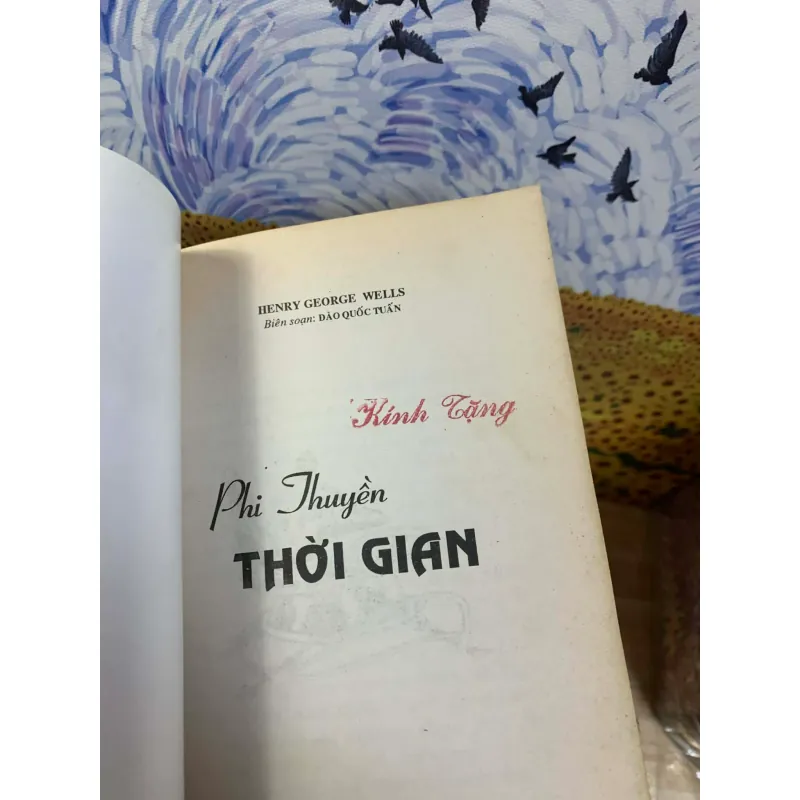 HENRY GEORGE WELLS
Biên soạn: ĐÀO QUỐC TUẤN
Kính Tặng
Phi Thuyền
THỜI GIAN